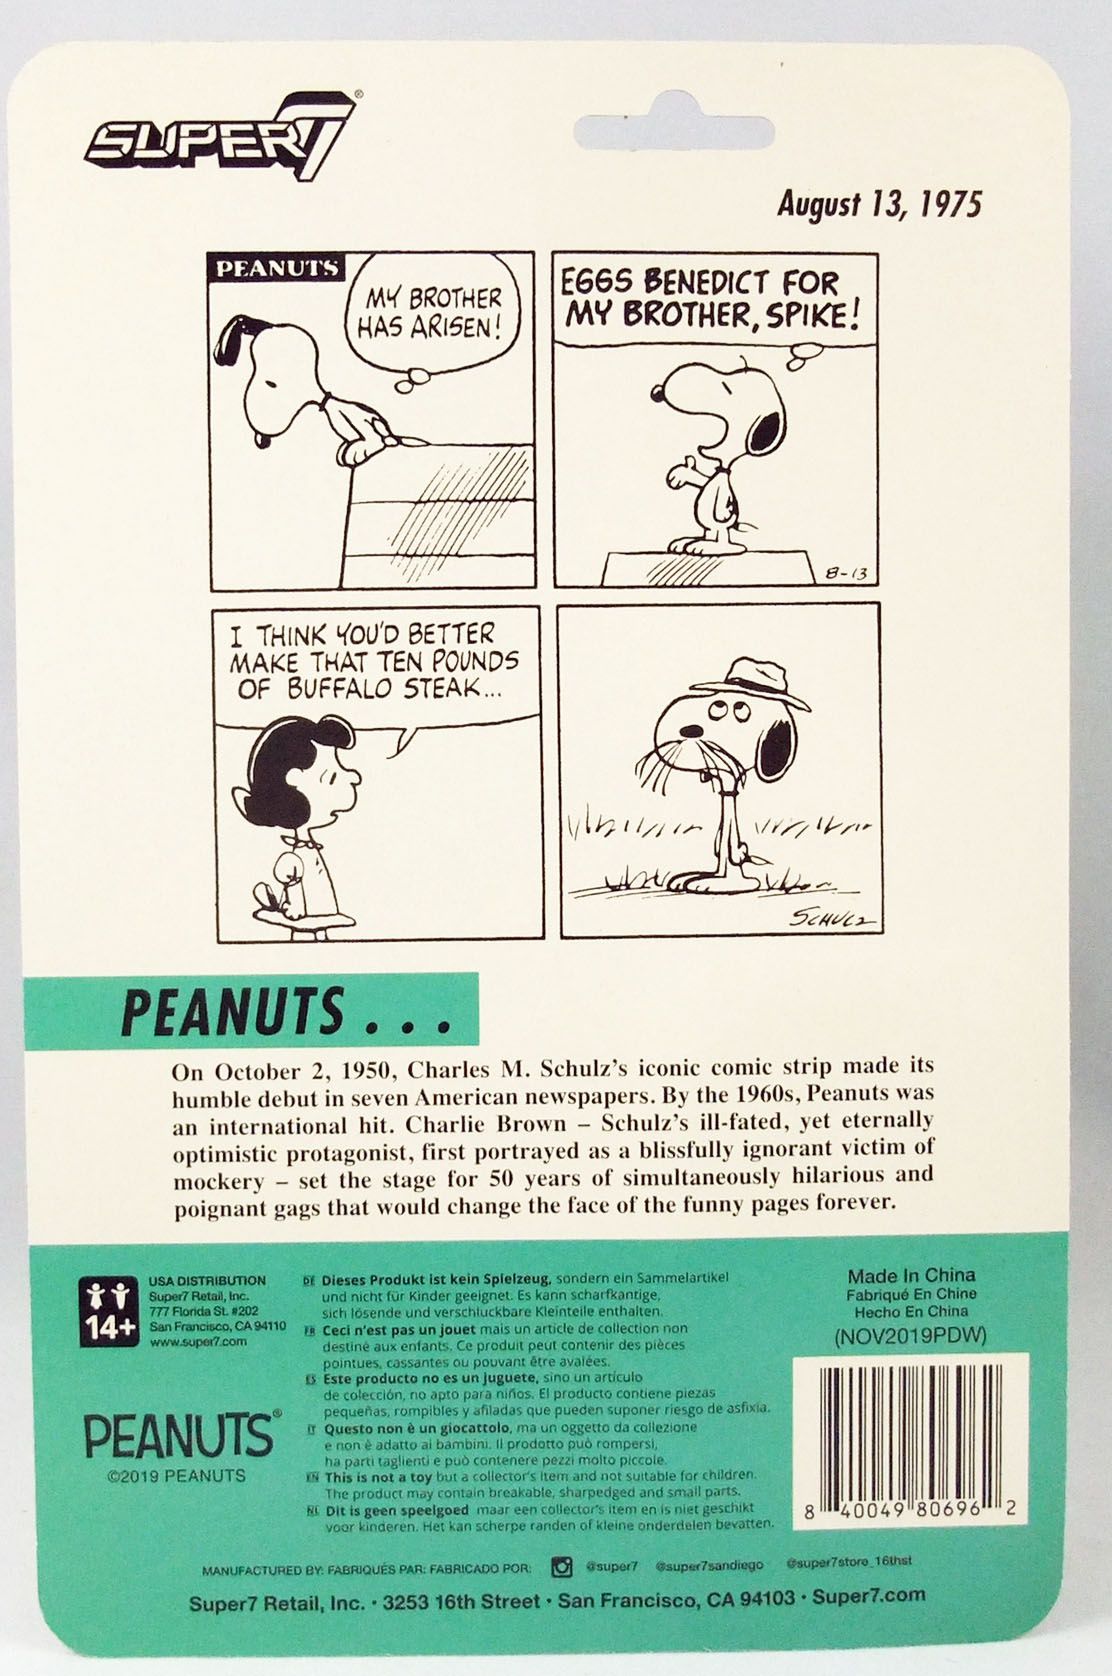 SUPER7®
August 13, 1975
PEANUTS
MY BROTHER
HAS ARISEN!
EGGS BENEDICT FOR
MY BROTHER, SPIKE!
8-13
I THINK YOU'D BETTER
MAKE THAT TEN POUNDS
OF BUFFALO STEAK...
SCHULZ
PEANUTS . . .
On October 2, 1950, Charles M. Schulz's iconic comic strip made its
humble debut in seven American newspapers. By the 1960s, Peanuts was
an international hit. Charlie Brown – Schulz's ill-fated, yet eternally
optimistic protagonist, first portrayed as a blissfully ignorant victim of
mockery – set the stage for 50 years of simultaneously hilarious and
poignant gags that would change the face of the funny pages forever.
14+
USA DISTRIBUTION
Super7 Retail, Inc.
777 Florida St. #202
San Francisco, CA 94110
www.super7.com
PEANUTS®
©2019 PEANUTS
DE Dieses Produkt ist kein Spielzeug, sondern ein Sammelartikel
und nicht für Kinder geeignet. Es kann scharfkantige,
sich lösende und verschluckbare Kleinteile enthalten.
FR Ceci n'est pas un jouet mais un article de collection non
destiné aux enfants. Ce produit peut contenir des pièces
pointues, cassantes ou pouvant être avalées.
ES Este producto no es un juguete, sino un artículo
de colección, no apto para niños. El producto contiene piezas
pequeñas, rompibles y afiladas que pueden suponer riesgo de asfixia.
IT Questo non è un giocattolo, ma un oggetto da collezione
e non è adatto ai bambini. Il prodotto può rompersi,
ha parti taglienti e può contenere pezzi molto piccole.
EN This is not a toy but a collector's item and not suitable for children.
The product may contain breakable, sharpedged and small parts.
NL Dit is geen speelgoed maar een collector's item en is niet geschikt
voor kinderen. Het kan scherpe randen of kleine onderdelen bevatten.
Made In China
Fabriqué En Chine
Hecho En China
(NOV2019PDW)
8 40049 80696 2
MANUFACTURED BY: FABRIQUÉS PAR: FABRICADO POR: @super7 @super7sandiego @super7store_16thst
Super7 Retail, Inc. • 3253 16th Street • San Francisco, CA 94103 • Super7.com